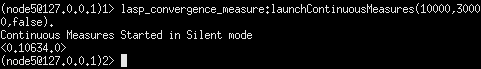 (node5@127.0.0.1)1> lasp_convergence_measure:launchContinuousMeasures(10000,3000
0,false).
Continuous Measures Started in Silent mode
<0.10634.0>
(node5@127.0.0.1)2>